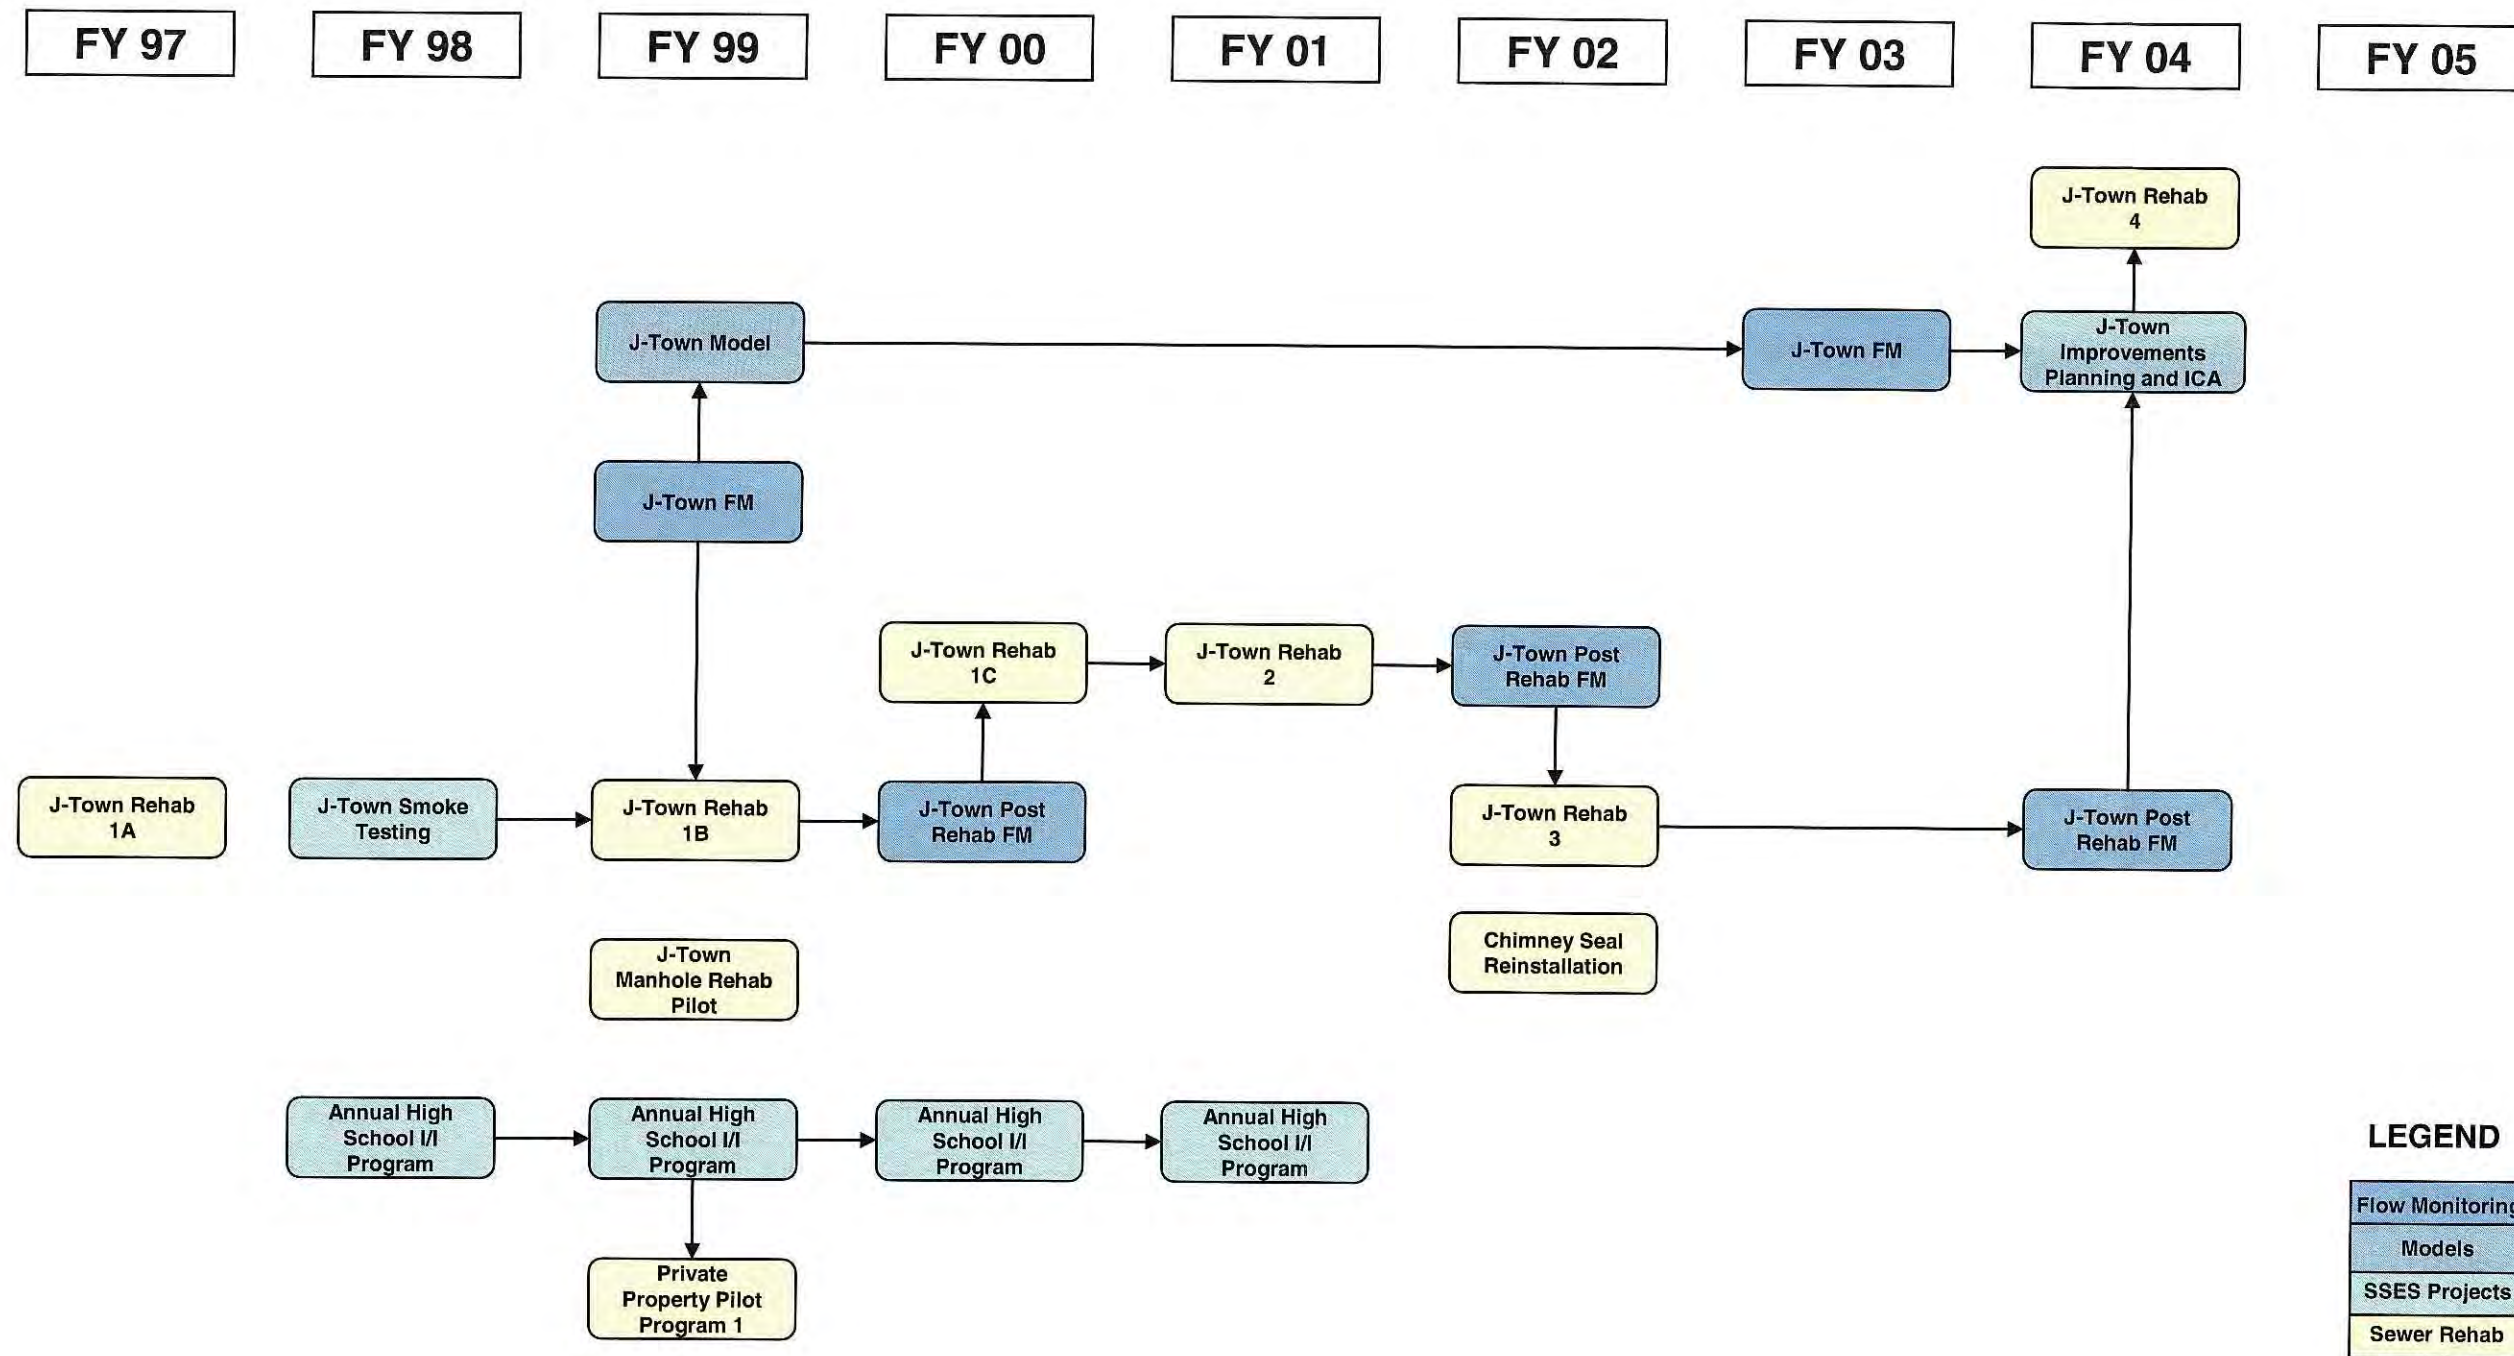 FY 97
FY 98
FY 99
FY 00
FY 01
FY 02
FY 03
FY 04
FY 05
J-Town Rehab
4
J-Town Model
J-Town FM
J-Town
Improvements
Planning and ICA
J-Town FM
J-Town Rehab
1C
J-Town Rehab
2
J-Town Post
Rehab FM
J-Town Rehab
1A
J-Town Smoke
Testing
J-Town Rehab
1B
J-Town Post
Rehab FM
J-Town Rehab
3
J-Town Post
Rehab FM
J-Town
Manhole Rehab
Pilot
Chimney Seal
Reinstallation
Annual High
School I/I
Program
Annual High
School I/I
Program
Annual High
School I/I
Program
Annual High
School I/I
Program
Private
Property Pilot
Program 1
LEGEND
Flow Monitoring
Models
SSES Projects
Sewer Rehab